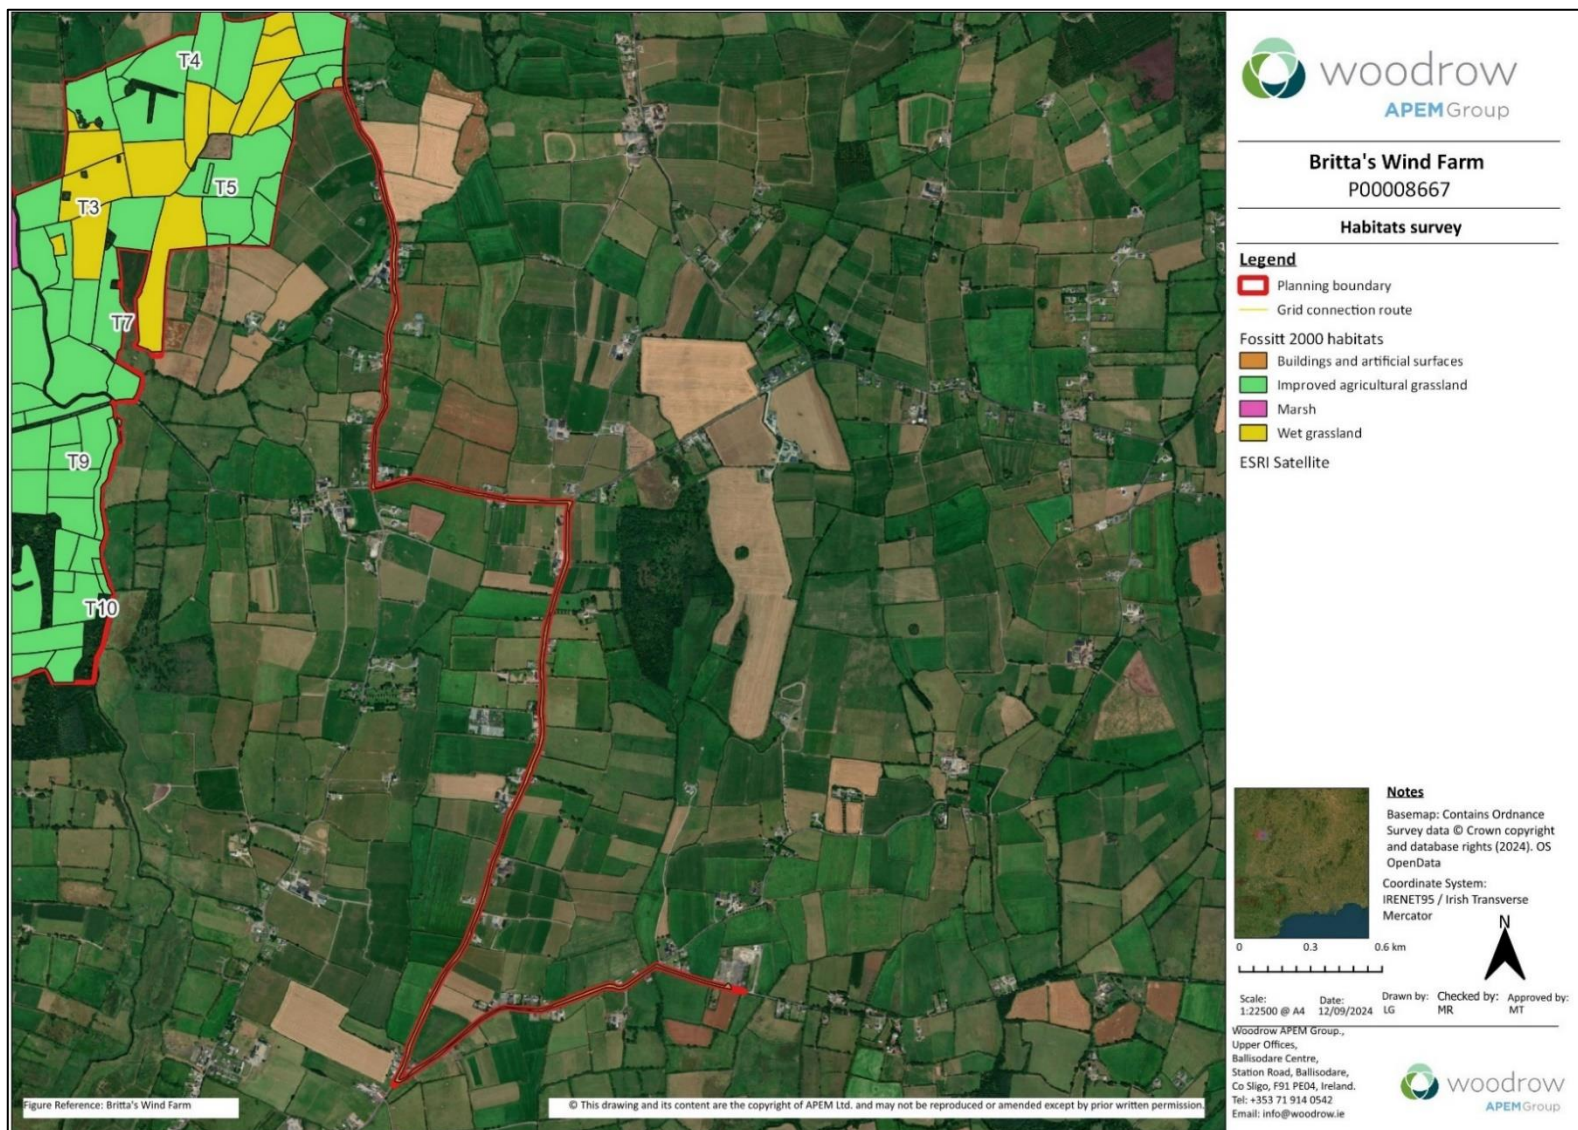 T4
T5
T3
T7
T9
T10
Figure Reference: Britta's Wind Farm
© This drawing and its content are the copyright of APEM Ltd. and may not be reproduced or amended except by prior written permission.
woodrow
APEM Group
Britta's Wind Farm
P00008667
Habitats survey
Legend
Planning boundary
Grid connection route
Fossitt 2000 habitats
Buildings and artificial surfaces
Improved agricultural grassland
Marsh
Wet grassland
ESRI Satellite
Notes
Basemap: Contains Ordnance
Survey data © Crown copyright
and database rights (2024). OS
OpenData
Coordinate System:
IRENET95 / Irish Transverse
Mercator
N
0 0.3 0.6 km
Scale: Date: Drawn by: Checked by: Approved by:
1:22500 @ A4 12/09/2024 LG MR MT
Woodrow APEM Group.,
Upper Offices,
Ballisodare Centre,
Station Road, Ballisodare,
Co Sligo, F91 PE04, Ireland.
Tel: +353 71 914 0542
Email: info@woodrow.ie
woodrow
APEM Group